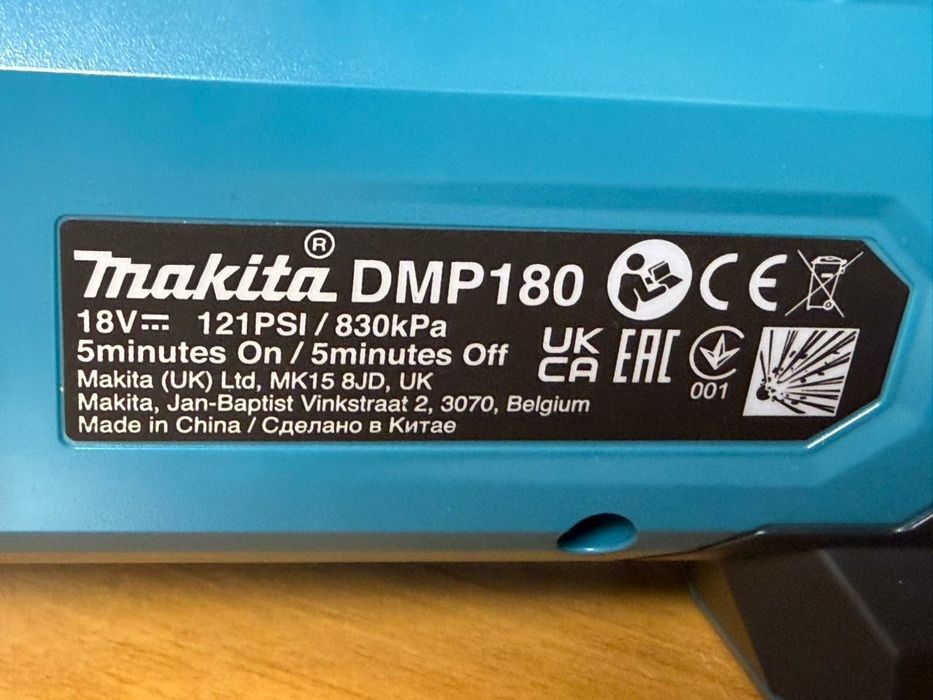 makita® DMP180
18V⎓ 121PSI / 830kPa
5minutes On / 5minutes Off
Makita (UK) Ltd, MK15 8JD, UK
Makita, Jan-Baptist Vinkstraat 2, 3070, Belgium
Made in China / Сделано в Китае
CE
UK
CA
EAC
001